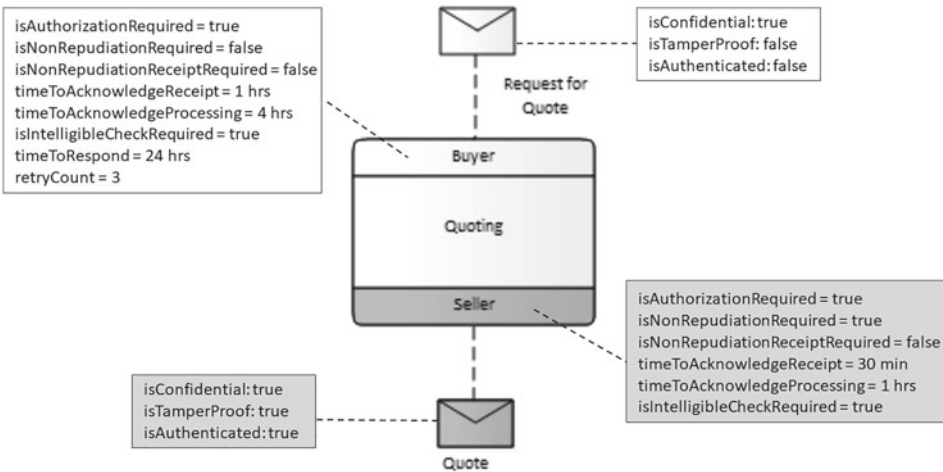 isAuthorizationRequired = true
isNonRepudiationRequired = false
isNonRepudiationReceiptRequired = false
timeToAcknowledgeReceipt = 1 hrs
timeToAcknowledgeProcessing = 4 hrs
isIntelligibleCheckRequired = true
timeToRespond = 24 hrs
retryCount = 3
isConfidential: true
isTamperProof: false
isAuthenticated: false
Request for
Quote
Buyer
Quoting
Seller
isAuthorizationRequired = true
isNonRepudiationRequired = true
isNonRepudiationReceiptRequired = false
timeToAcknowledgeReceipt = 30 min
timeToAcknowledgeProcessing = 1 hrs
isIntelligibleCheckRequired = true
isConfidential: true
isTamperProof: true
isAuthenticated: true
Quote